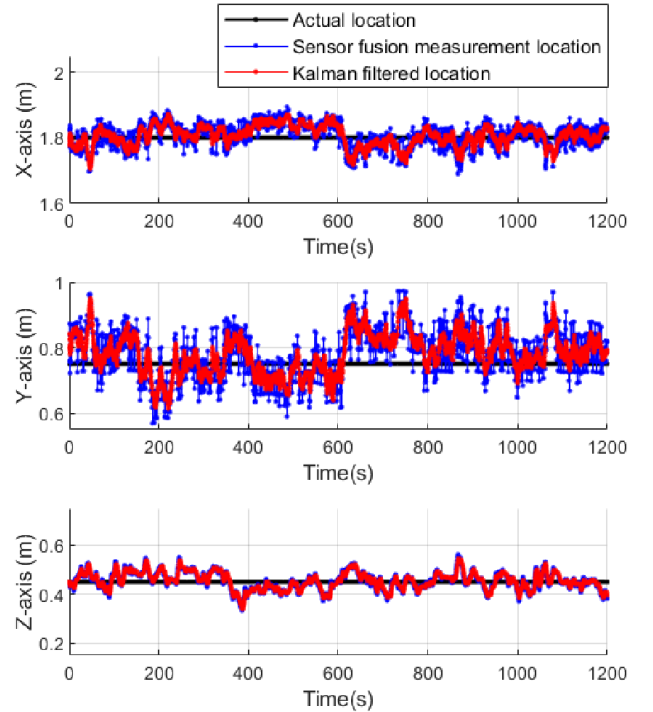 Actual location
Sensor fusion measurement location
Kalman filtered location
X-axis (m)
2
1.8
1.6
0 200 400 600 800 1000 1200
Time(s)
Y-axis (m)
1
0.8
0.6
0 200 400 600 800 1000 1200
Time(s)
Z-axis (m)
0.6
0.4
0.2
0 200 400 600 800 1000 1200
Time(s)